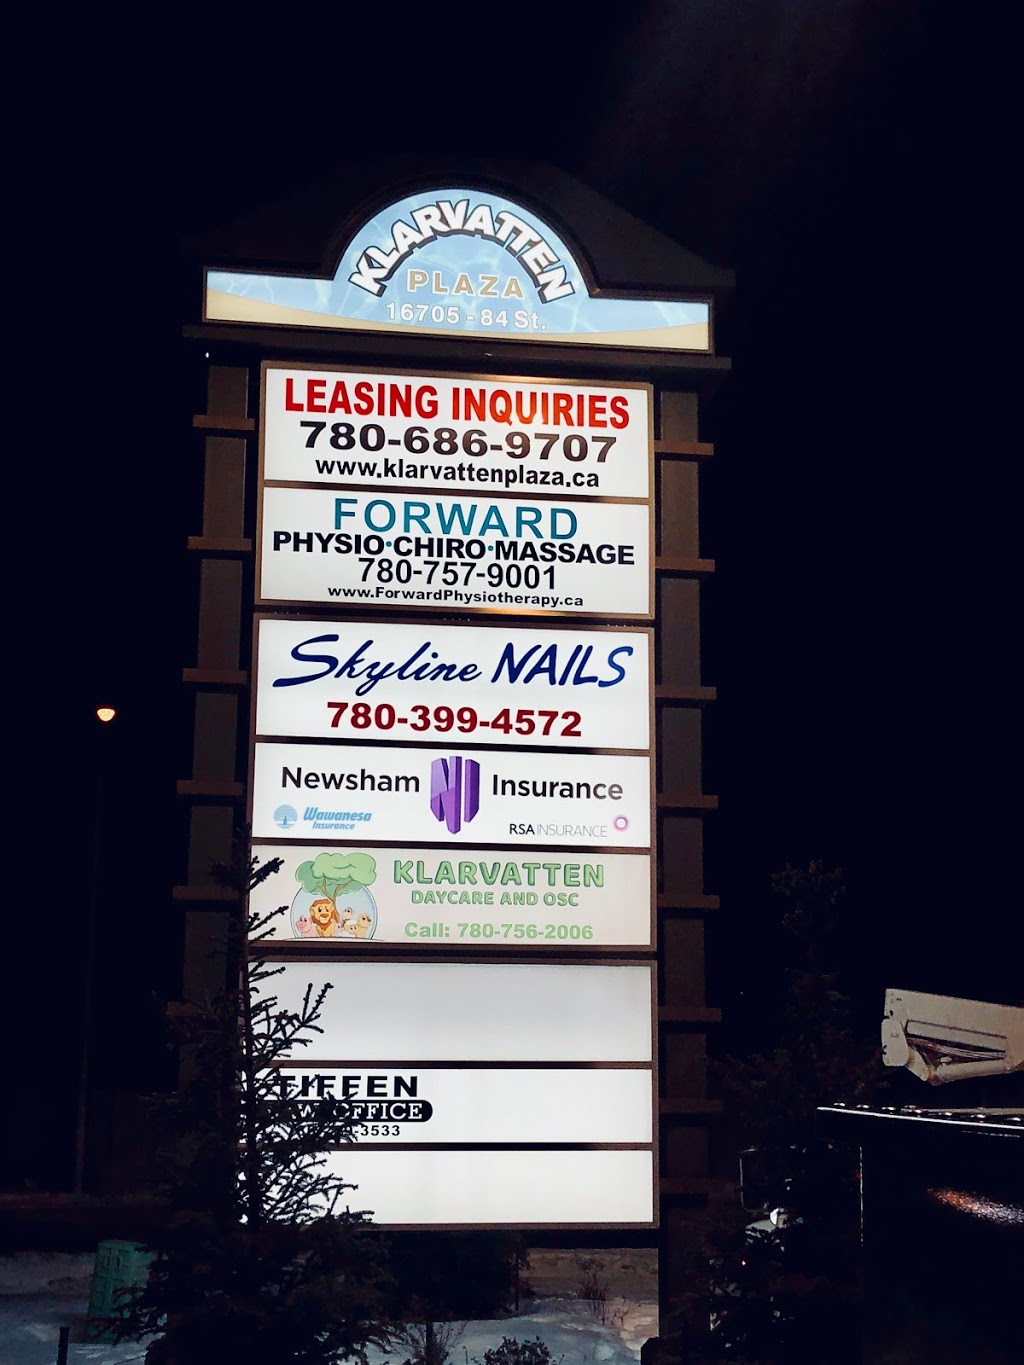 KLARVATTEN
PLAZA
16705 - 84 St.
LEASING INQUIRIES
780-686-9707
www.klarvattenplaza.ca
FORWARD
PHYSIO·CHIRO·MASSAGE
780-757-9001
www.ForwardPhysiotherapy.ca
Skyline NAILS
780-399-4572
Newsham NI Insurance
Wawanesa
Insurance
RSA INSURANCE
KLARVATTEN
DAYCARE AND OSC
Call: 780-756-2006
TIFFEN
OFFICE
-3533